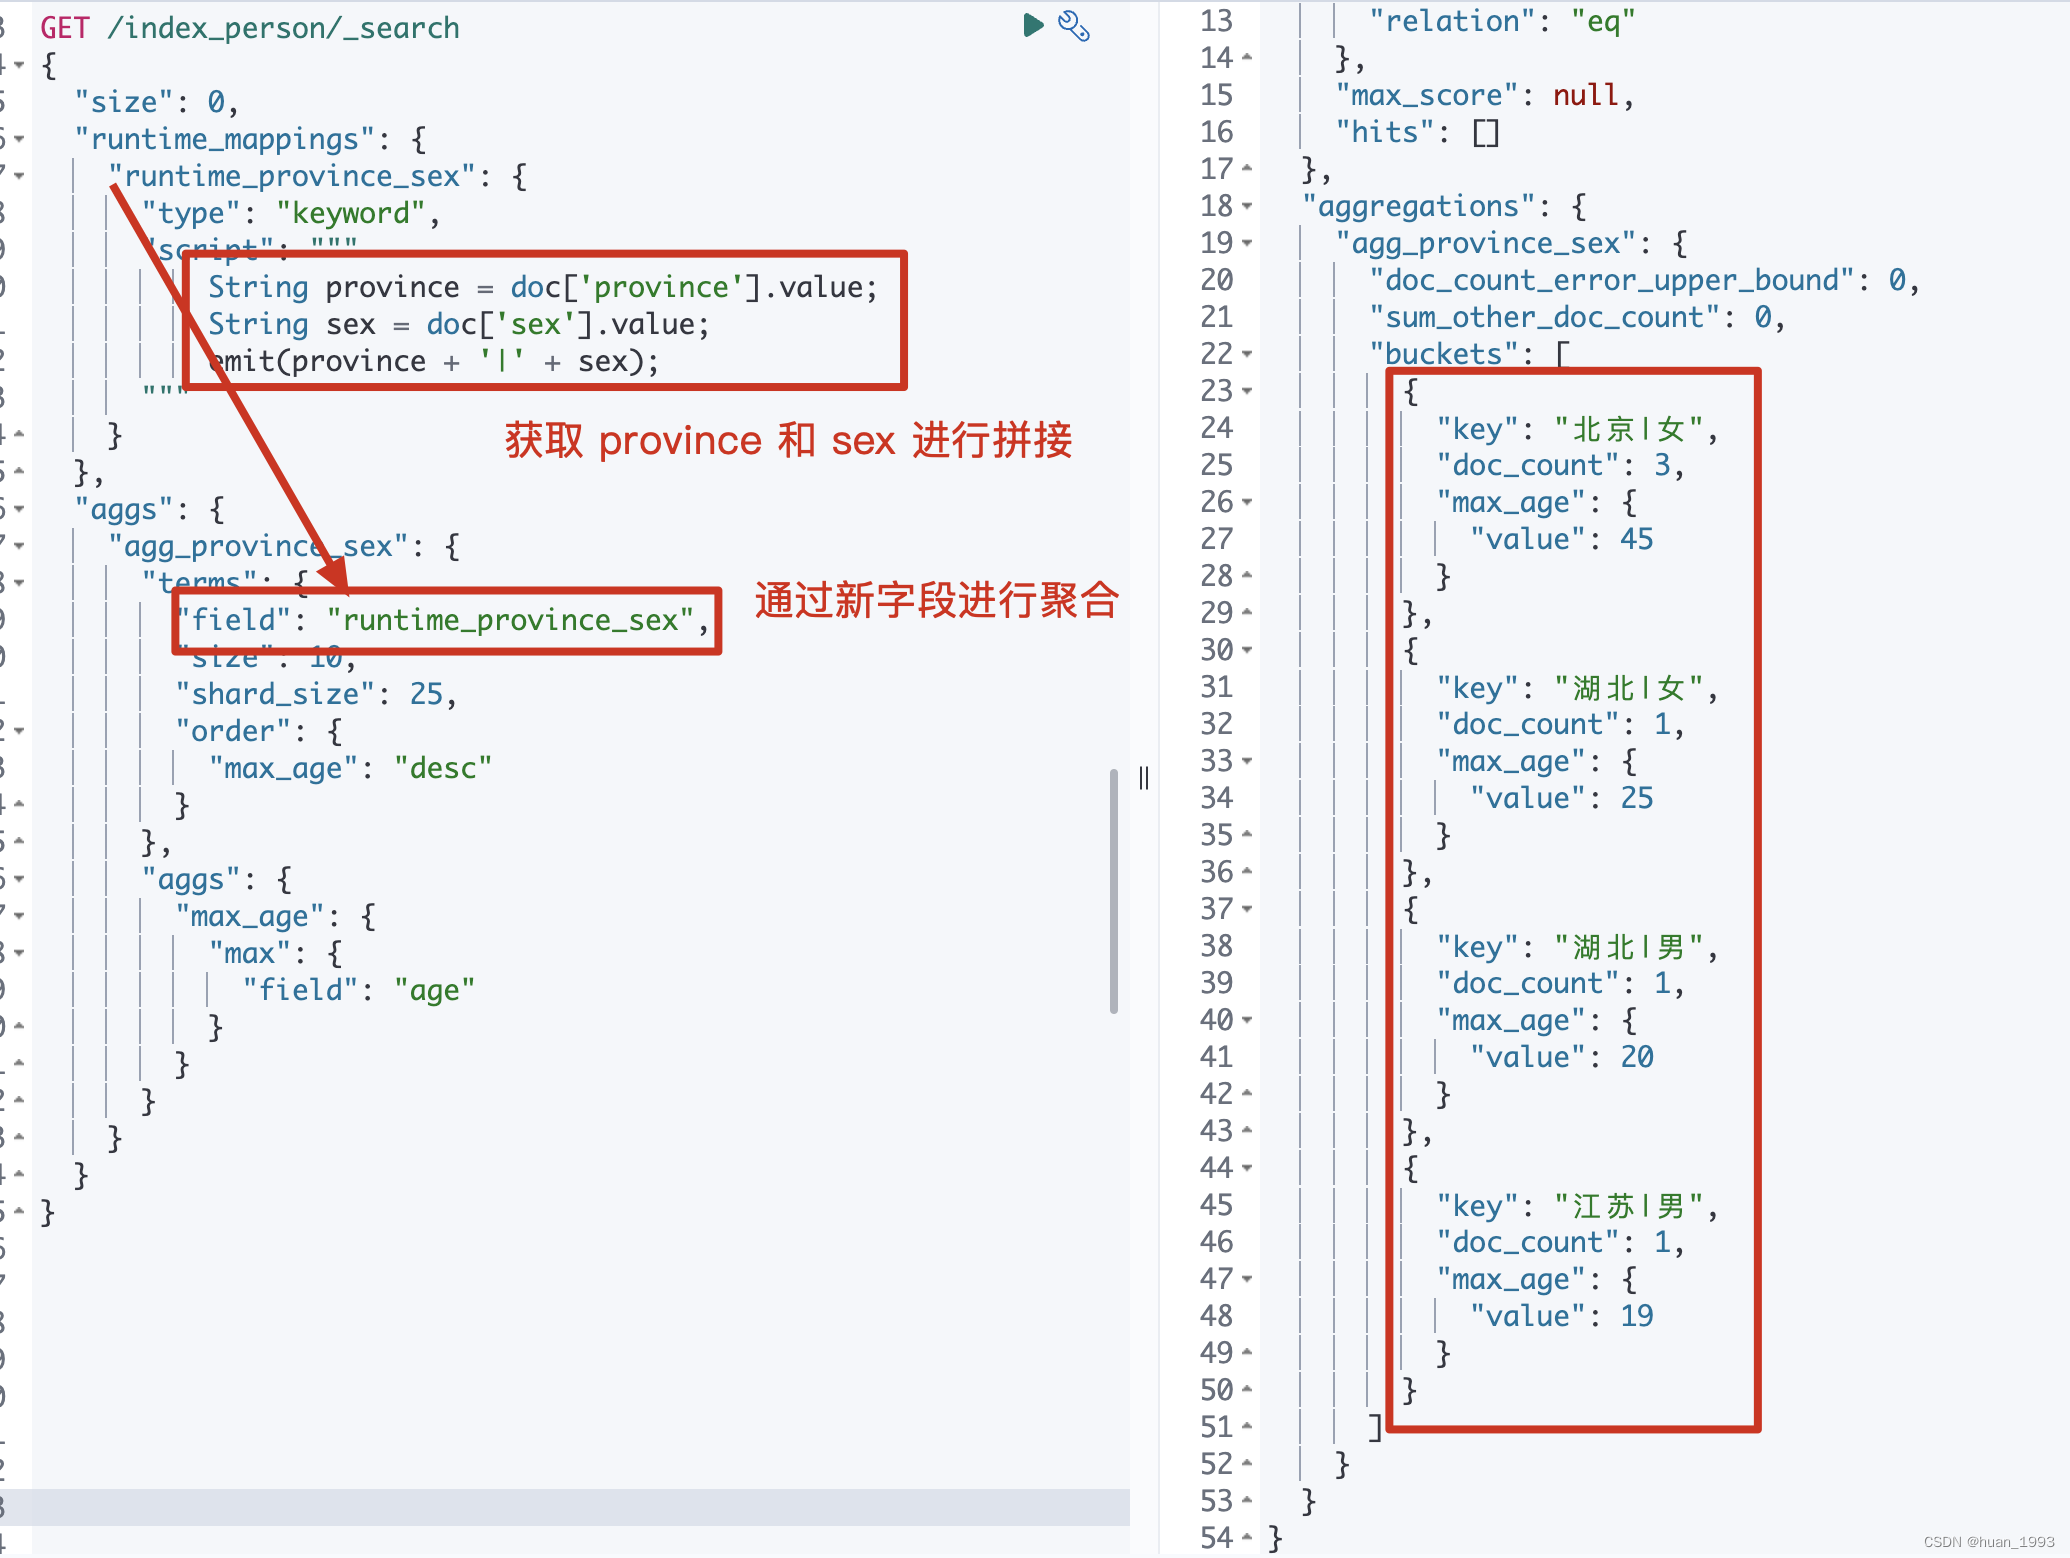 GET /index_person/_search
{
"size": 0,
"runtime_mappings": {
"runtime_province_sex": {
"type": "keyword",
"script": """
String province = doc['province'].value;
String sex = doc['sex'].value;
emit(province + '|' + sex);
"""
}
获取 province 和 sex 进行拼接
},
"aggs": {
"agg_province_sex": {
"terms": {
通过新字段进行聚合
"field": "runtime_province_sex",
"size": 10,
"shard_size": 25,
"order": {
"max_age": "desc"
}
},
"aggs": {
"max_age": {
"max": {
"field": "age"
}
}
}
}
}
}
13 "relation": "eq"
14 },
15 "max_score": null,
16 "hits": []
17 },
18 "aggregations": {
19 "agg_province_sex": {
20 "doc_count_error_upper_bound": 0,
21 "sum_other_doc_count": 0,
22 "buckets": [
23 {
24 "key": "北京|女",
25 "doc_count": 3,
26 "max_age": {
27 "value": 45
28 }
29 },
30 {
31 "key": "湖北|女",
32 "doc_count": 1,
33 "max_age": {
34 "value": 25
35 }
36 },
37 {
38 "key": "湖北|男",
39 "doc_count": 1,
40 "max_age": {
41 "value": 20
42 }
43 },
44 {
45 "key": "江苏|男",
46 "doc_count": 1,
47 "max_age": {
48 "value": 19
49 }
50 }
51 ]
52 }
53 }
54 }
CSDN @huan_1993